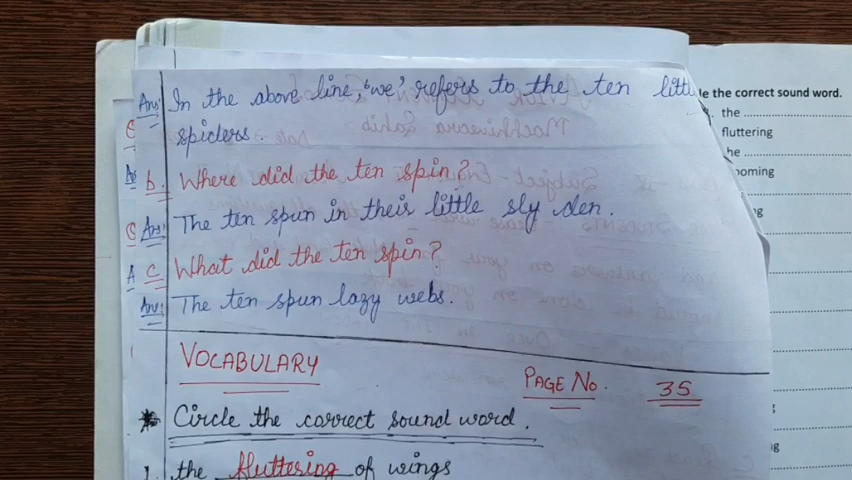 Ans: In the above line, 'we' refers to the ten littl
spiders.
b. Where did the ten spin?
Ans: The ten spun in their little sly den.
c. What did the ten spin?
Ans: The ten spun lazy webs.
VOCABULARY
PAGE NO. 35
* Circle the correct sound word.
1. the fluttering of wings
le the correct sound word.
the ....................
fluttering
he ....................
ooming